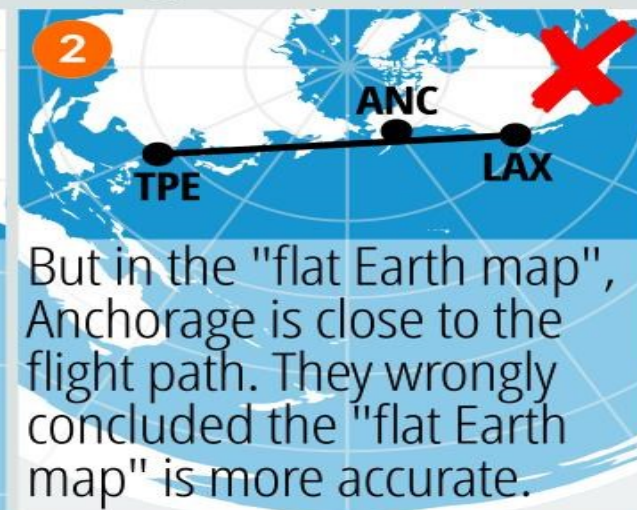 2
ANC
TPE
LAX
But in the "flat Earth map",
Anchorage is close to the
flight path. They wrongly
concluded the "flat Earth
map" is more accurate.